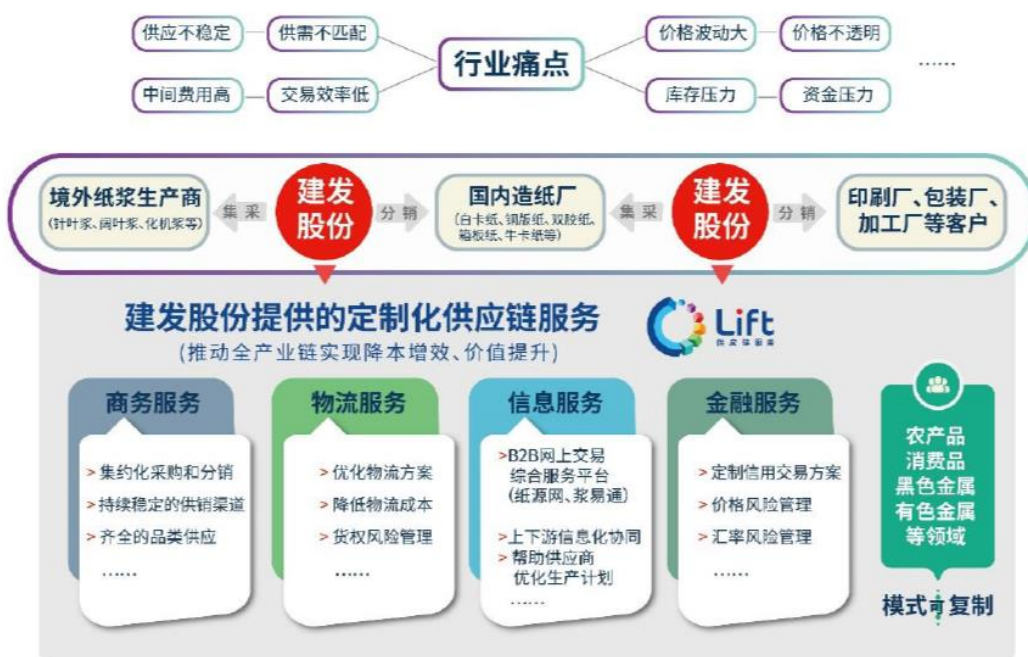 供应不稳定 供需不匹配 价格波动大 价格不透明
行业痛点 ……
中间费用高 交易效率低 库存压力 资金压力
境外纸浆生产商
(针叶浆、阔叶浆、化机浆等)
集采
建发
股份
分销
国内造纸厂
(白卡纸、铜版纸、双胶纸、
箱板纸、牛卡纸等)
集采
建发
股份
分销
印刷厂、包装厂、
加工厂等客户
建发股份提供的定制化供应链服务
(推动全产业链实现降本增效、价值提升)
Lift
供应链服务
商务服务
> 集约化采购和分销
> 持续稳定的供销渠道
> 齐全的品类供应
……
物流服务
> 优化物流方案
> 降低物流成本
> 货权风险管理
……
信息服务
>B2B网上交易
综合服务平台
(纸源网、浆易通)
>上下游信息化协同
> 帮助供应商
优化生产计划
……
金融服务
> 定制信用交易方案
> 价格风险管理
> 汇率风险管理
……
农产品
消费品
黑色金属
有色金属
等领域
模式可复制